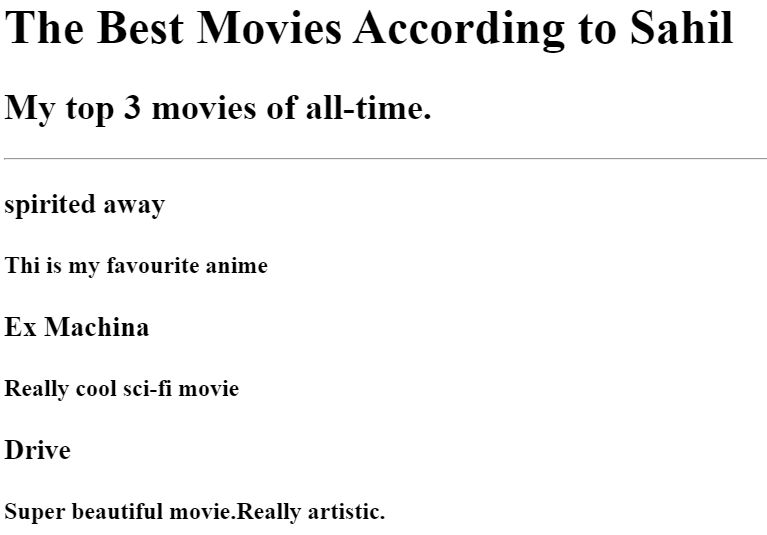 The Best Movies According to Sahil
My top 3 movies of all-time.
spirited away
Thi is my favourite anime
Ex Machina
Really cool sci-fi movie
Drive
Super beautiful movie.Really artistic.